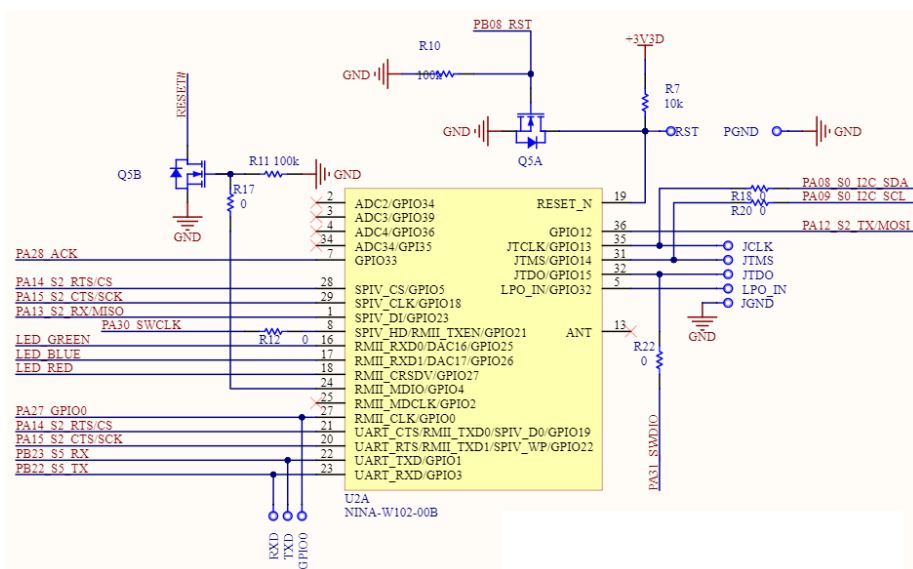 PB08_RST
R10
100k
GND
+3V3D
R7
10k
GND
Q5A
RST
PGND
GND
RESET#
Q5B
R11 100k
GND
R17
0
GND
R18 0
PA08_S0_I2C_SDA
R20 0
PA09_S0_I2C_SCL
2 ADC2/GPIO34
3 ADC3/GPIO39
4 ADC4/GPIO36
34 ADC34/GPI35
PA28_ACK 7 GPIO33
PA14_S2_RTS/CS 28 SPIV_CS/GPIO5
PA15_S2_CTS/SCK 29 SPIV_CLK/GPIO18
PA13_S2_RX/MISO 1 SPIV_DI/GPIO23
PA30_SWCLK R12 0 8 SPIV_HD/RMII_TXEN/GPIO21
LED_GREEN 16 RMII_RXD0/DAC16/GPIO25
LED_BLUE 17 RMII_RXD1/DAC17/GPIO26
LED_RED 18 RMII_CRSDV/GPIO27
24 RMII_MDIO/GPIO4
25 RMII_MDCLK/GPIO2
PA27_GPIO0 27 RMII_CLK/GPIO0
PA14_S2_RTS/CS 21 UART_CTS/RMII_TXD0/SPIV_D0/GPIO19
PA15_S2_CTS/SCK 20 UART_RTS/RMII_TXD1/SPIV_WP/GPIO22
PB23_S5_RX 22 UART_TXD/GPIO1
PB22_S5_TX 23 UART_RXD/GPIO3
RESET_N 19
GPIO12 36 PA12_S2_TX/MOSI
JTCLK/GPIO13 35 JCLK
JTMS/GPIO14 31 JTMS
JTDO/GPIO15 32 JTDO
LPO_IN/GPIO32 5 LPO_IN
JGND
GND
ANT 13
R22
0
PA31_SWDIO
U2A
NINA-W102-00B
RXD
TXD
GPIO0